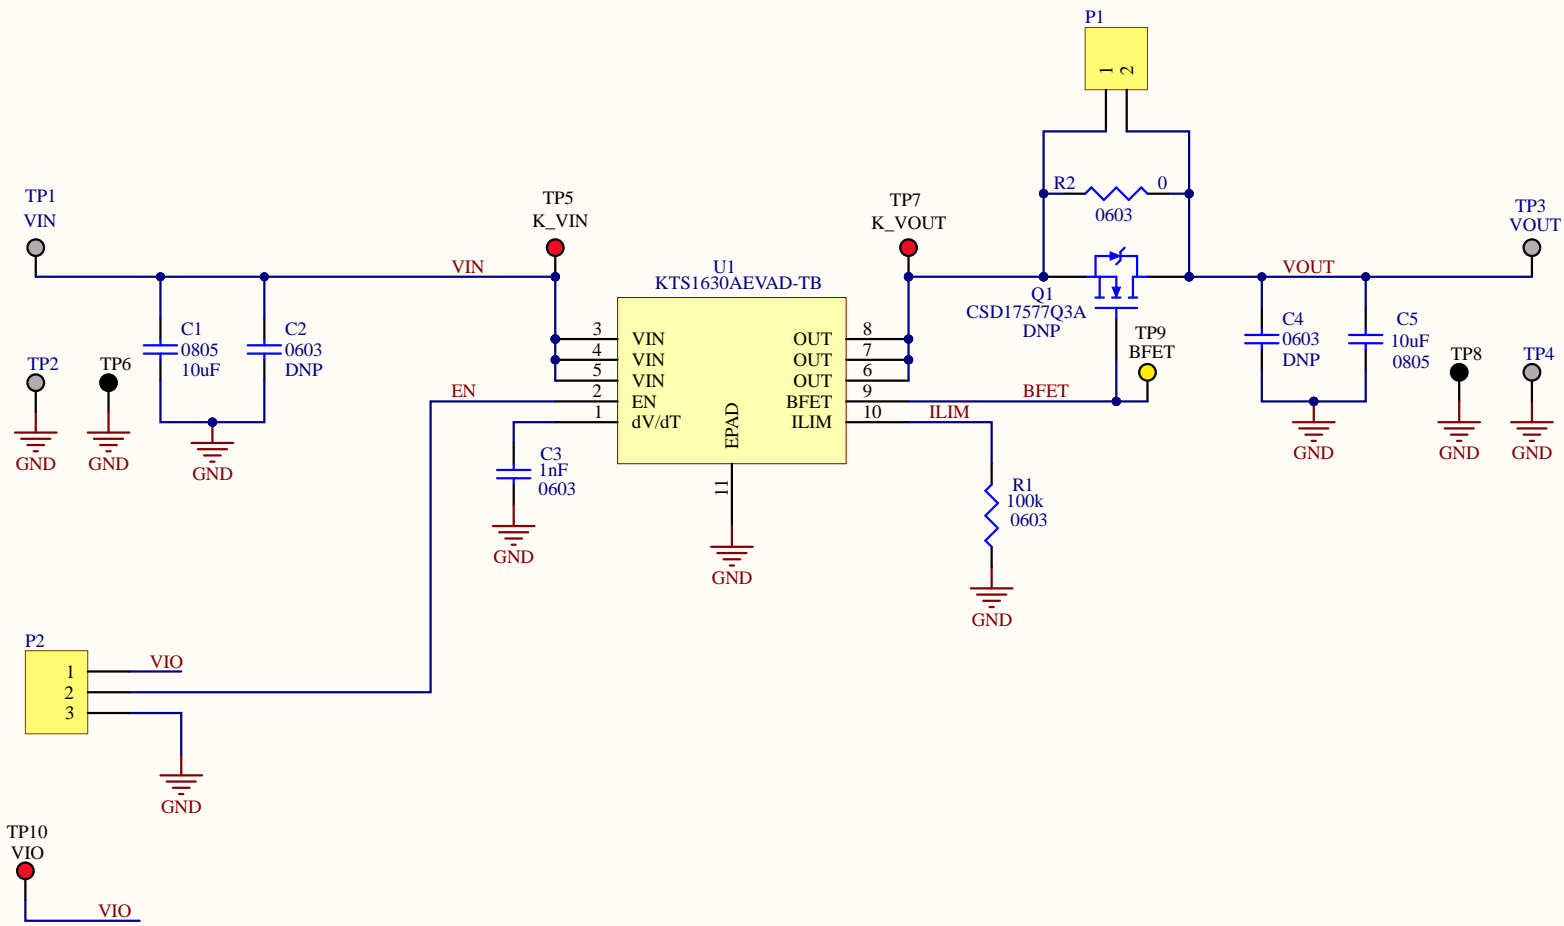 P1
1
2
TP1
VIN
TP5
K_VIN
TP7
K_VOUT
R2
0
0603
TP3
VOUT
VIN
U1
KTS1630AEVAD-TB
VOUT
Q1
CSD17577Q3A
DNP
C1
0805
10uF
C2
0603
DNP
3
VIN
4
VIN
5
VIN
2
EN
1
dV/dT
OUT
8
OUT
7
OUT
6
BFET
9
ILIM
10
EPAD
11
TP9
BFET
C4
0603
DNP
C5
10uF
0805
TP2
TP6
TP8
TP4
EN
BFET
ILIM
GND
GND
GND
GND
GND
GND
C3
1nF
0603
GND
GND
R1
100k
0603
GND
P2
1
2
3
VIO
GND
TP10
VIO
VIO